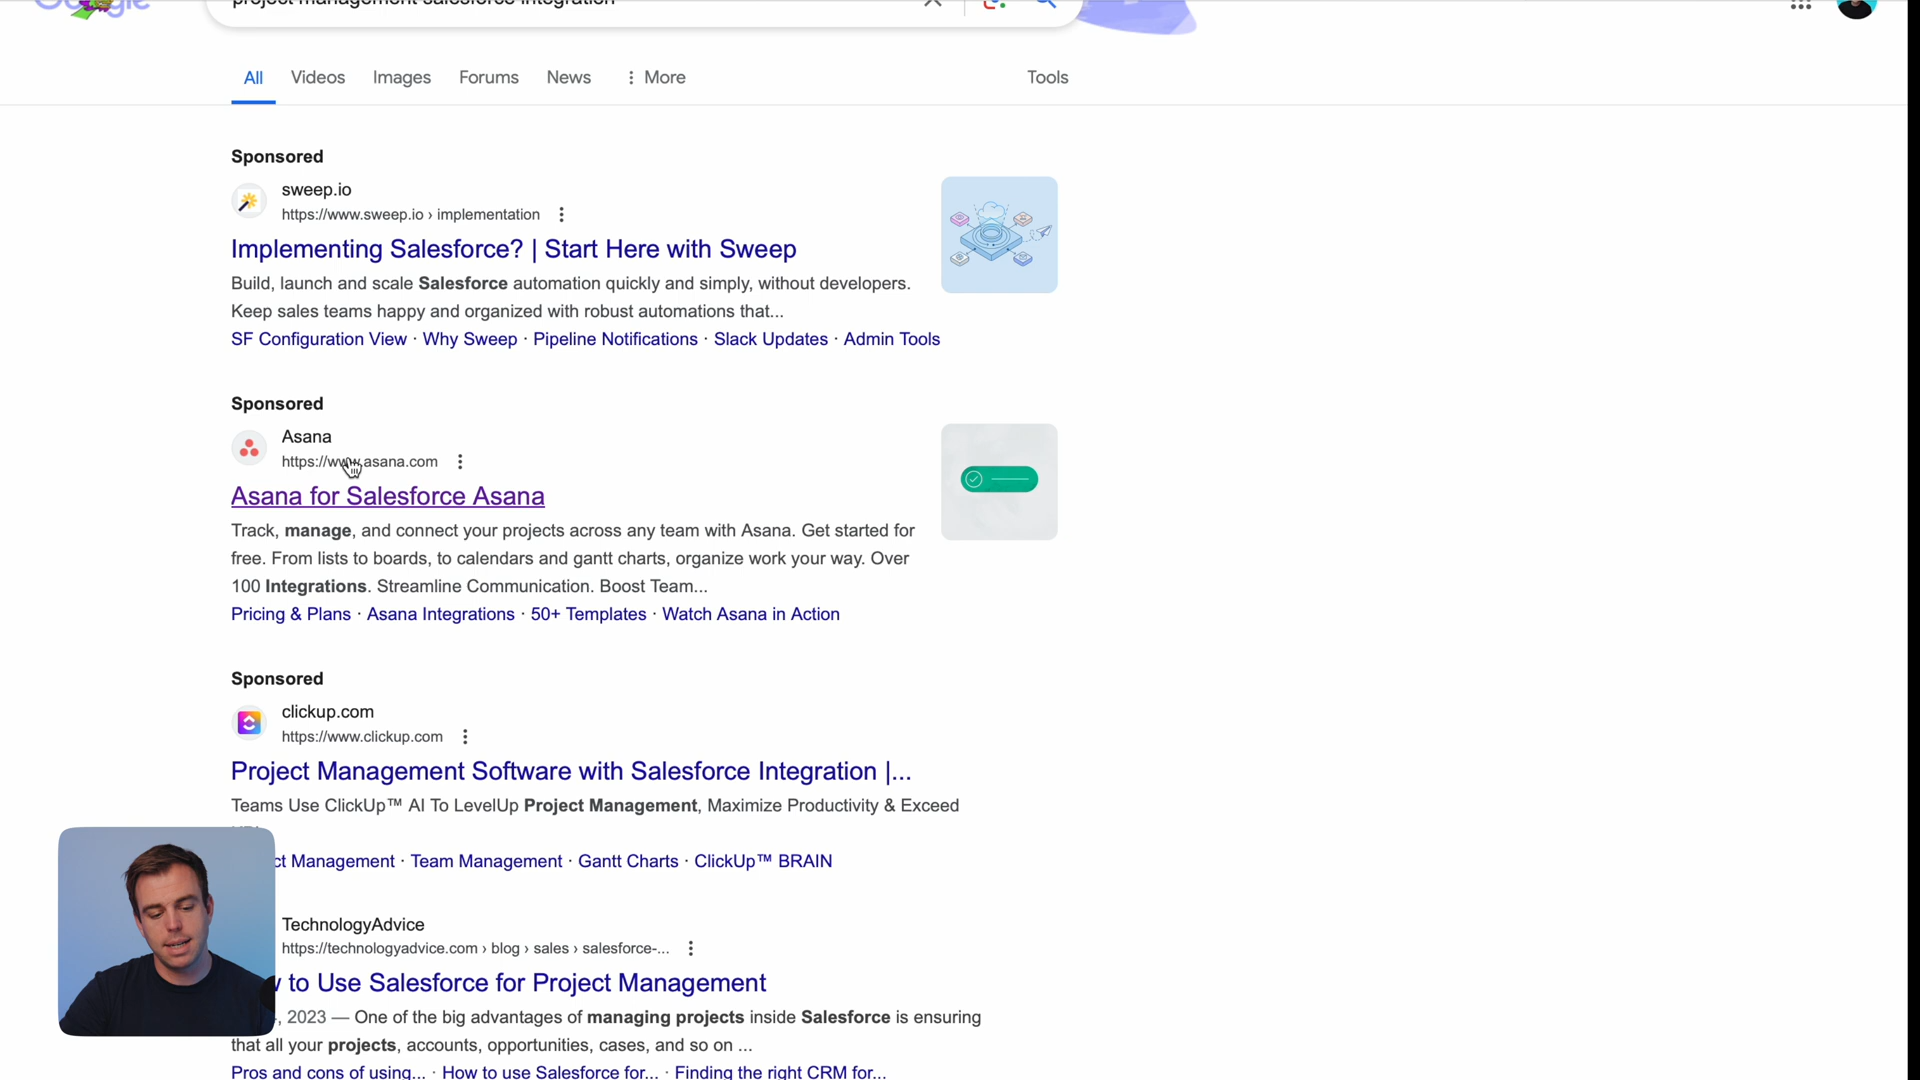 project management salesforce integration
All Videos Images Forums News More Tools
Sponsored
sweep.io
https://www.sweep.io › implementation
Implementing Salesforce? | Start Here with Sweep
Build, launch and scale Salesforce automation quickly and simply, without developers.
Keep sales teams happy and organized with robust automations that...
SF Configuration View · Why Sweep · Pipeline Notifications · Slack Updates · Admin Tools
Sponsored
Asana
https://www.asana.com
Asana for Salesforce Asana
Track, manage, and connect your projects across any team with Asana. Get started for
free. From lists to boards, to calendars and gantt charts, organize work your way. Over
100 Integrations. Streamline Communication. Boost Team...
Pricing & Plans · Asana Integrations · 50+ Templates · Watch Asana in Action
Sponsored
clickup.com
https://www.clickup.com
Project Management Software with Salesforce Integration |...
Teams Use ClickUp™ AI To LevelUp Project Management, Maximize Productivity & Exceed
ct Management · Team Management · Gantt Charts · ClickUp™ BRAIN
TechnologyAdvice
https://technologyadvice.com › blog › sales › salesforce-...
to Use Salesforce for Project Management
, 2023 — One of the big advantages of managing projects inside Salesforce is ensuring
that all your projects, accounts, opportunities, cases, and so on ...
Pros and cons of using... · How to use Salesforce for... · Finding the right CRM for...